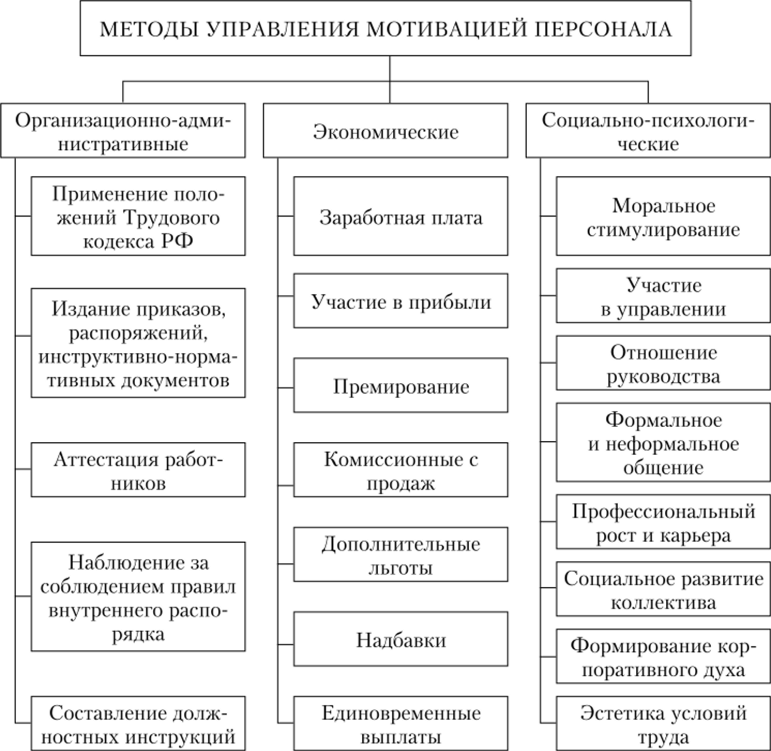 МЕТОДЫ УПРАВЛЕНИЯ МОТИВАЦИЕЙ ПЕРСОНАЛА
Организационно-адми-
нистративные
Применение поло-
жений Трудового
кодекса РФ
Издание приказов,
распоряжений,
инструктивно-норма-
тивных документов
Аттестация работ-
ников
Наблюдение за
соблюдением правил
внутреннего распо-
рядка
Составление долж-
ностных инструкций
Экономические
Заработная плата
Участие в прибыли
Премирование
Комиссионные с
продаж
Дополнительные
льготы
Надбавки
Единовременные
выплаты
Социально-психологи-
ческие
Моральное
стимулирование
Участие
в управлении
Отношение
руководства
Формальное
и неформальное
общение
Профессиональный
рост и карьера
Социальное развитие
коллектива
Формирование кор-
поративного духа
Эстетика условий
труда